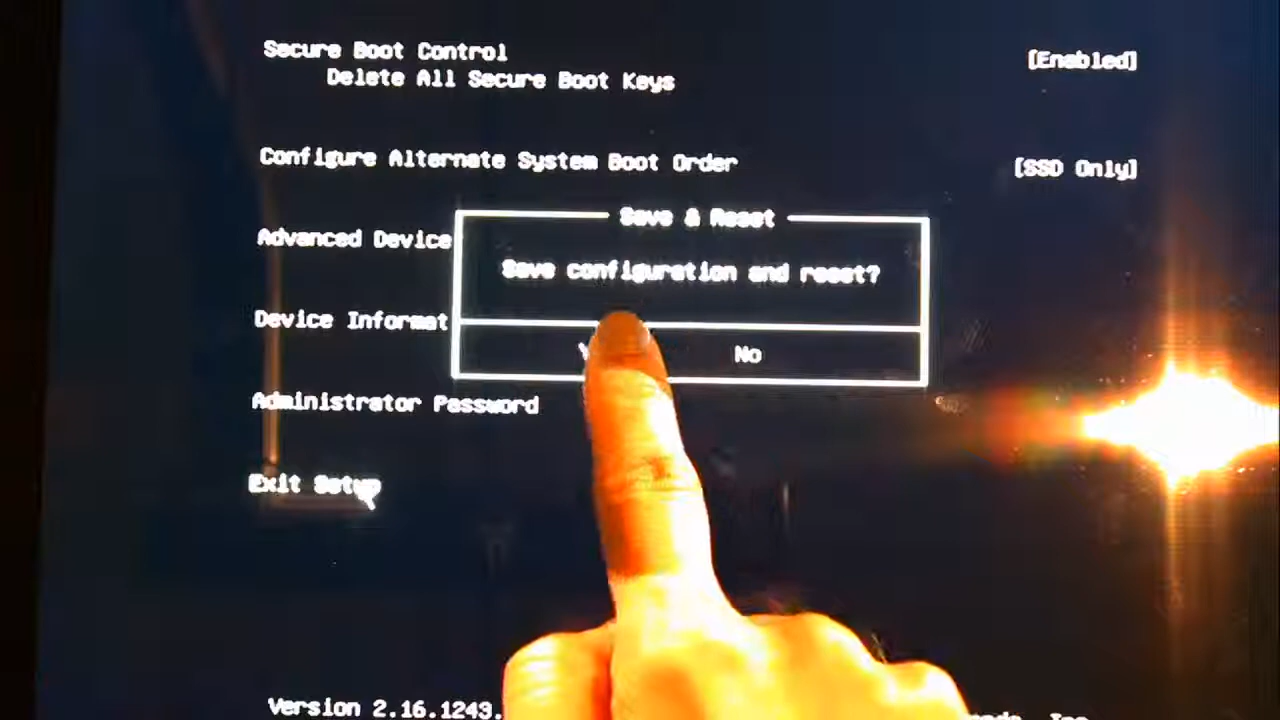 Secure Boot Control [Enabled]
Delete All Secure Boot Keys
Configure Alternate System Boot Order [SSD Only]
Save & Reset
Advanced Device
Save configuration and reset?
Device Informat
No
Administrator Password
Exit Setup
Version 2.16.1243.